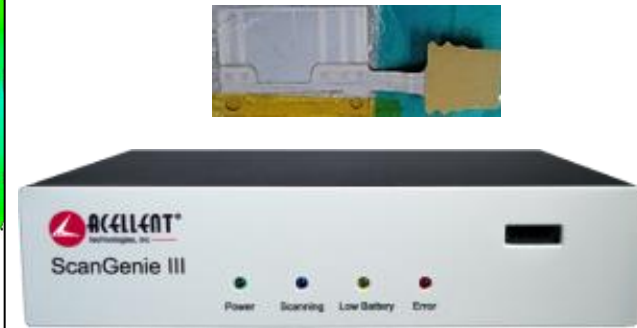 ACELLENT®
Technologies, Inc
ScanGenie III
Power Scanning Low Battery Error